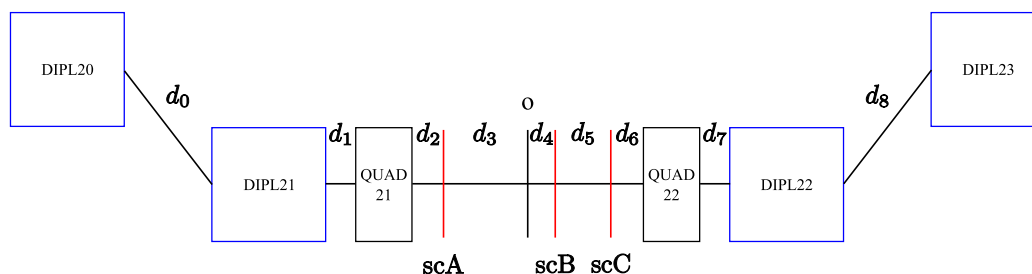 DIPL20
DIPL23
d0
d8
o
d1
d2
d3
d4
d5
d6
d7
DIPL21
QUAD
21
QUAD
22
DIPL22
scA
scB
scC